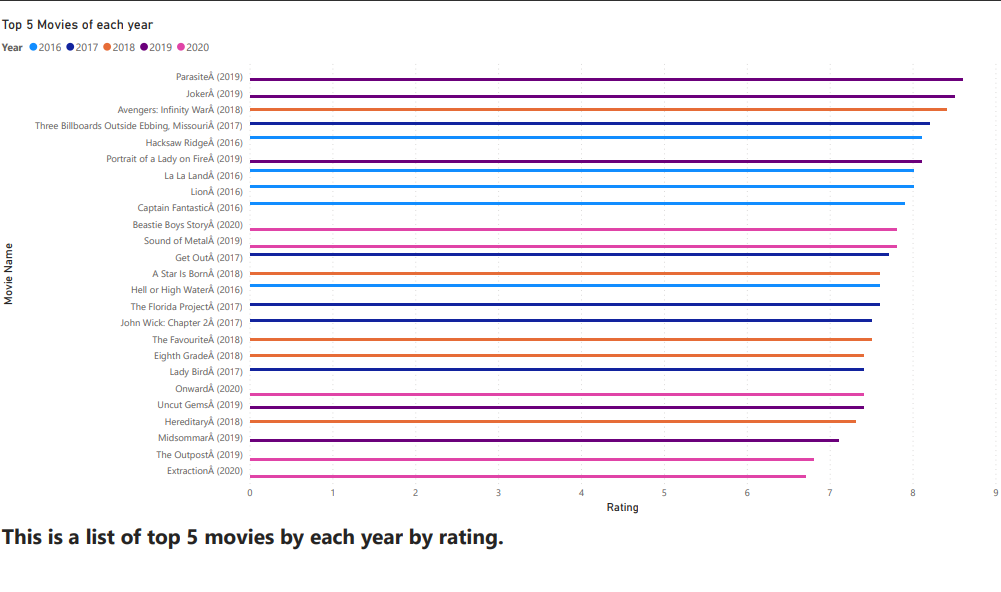 Top 5 Movies of each year
Year 2016 2017 2018 2019 2020
ParasiteÂ (2019)
JokerÂ (2019)
Avengers: Infinity WarÂ (2018)
Three Billboards Outside Ebbing, MissouriÂ (2017)
Hacksaw RidgeÂ (2016)
Portrait of a Lady on FireÂ (2019)
La La LandÂ (2016)
LionÂ (2016)
Captain FantasticÂ (2016)
Beastie Boys StoryÂ (2020)
Sound of MetalÂ (2019)
Get OutÂ (2017)
A Star Is BornÂ (2018)
Hell or High WaterÂ (2016)
The Florida ProjectÂ (2017)
John Wick: Chapter 2Â (2017)
The FavouriteÂ (2018)
Eighth GradeÂ (2018)
Lady BirdÂ (2017)
OnwardÂ (2020)
Uncut GemsÂ (2019)
HereditaryÂ (2018)
MidsommarÂ (2019)
The OutpostÂ (2019)
ExtractionÂ (2020)
Movie Name
0 1 2 3 4 5 6 7 8 9
Rating
This is a list of top 5 movies by each year by rating.